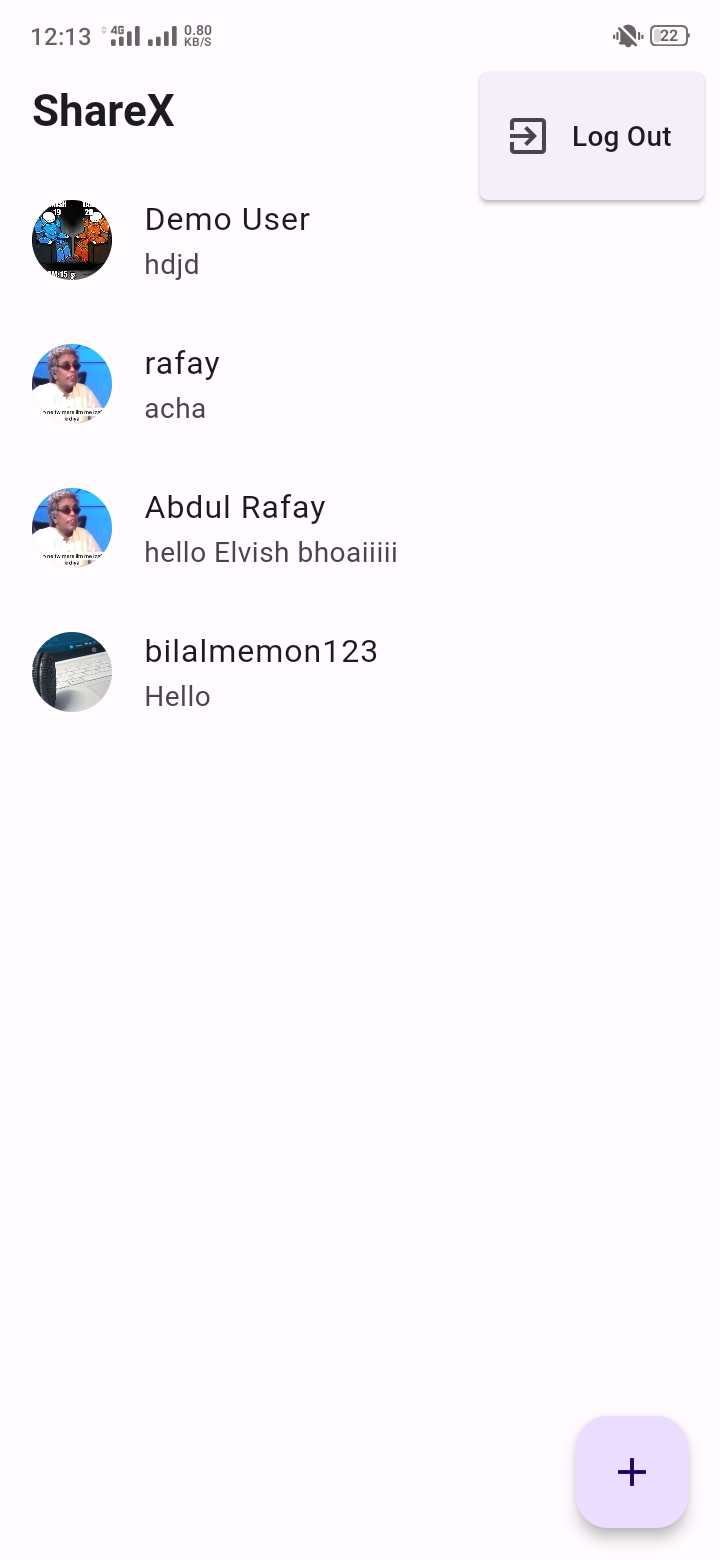 12:13 4G 0.80 KB/S 22
ShareX
Log Out
Demo User
hdjd
rafay
acha
Abdul Rafay
hello Elvish bhoaiiiii
bilalmemon123
Hello